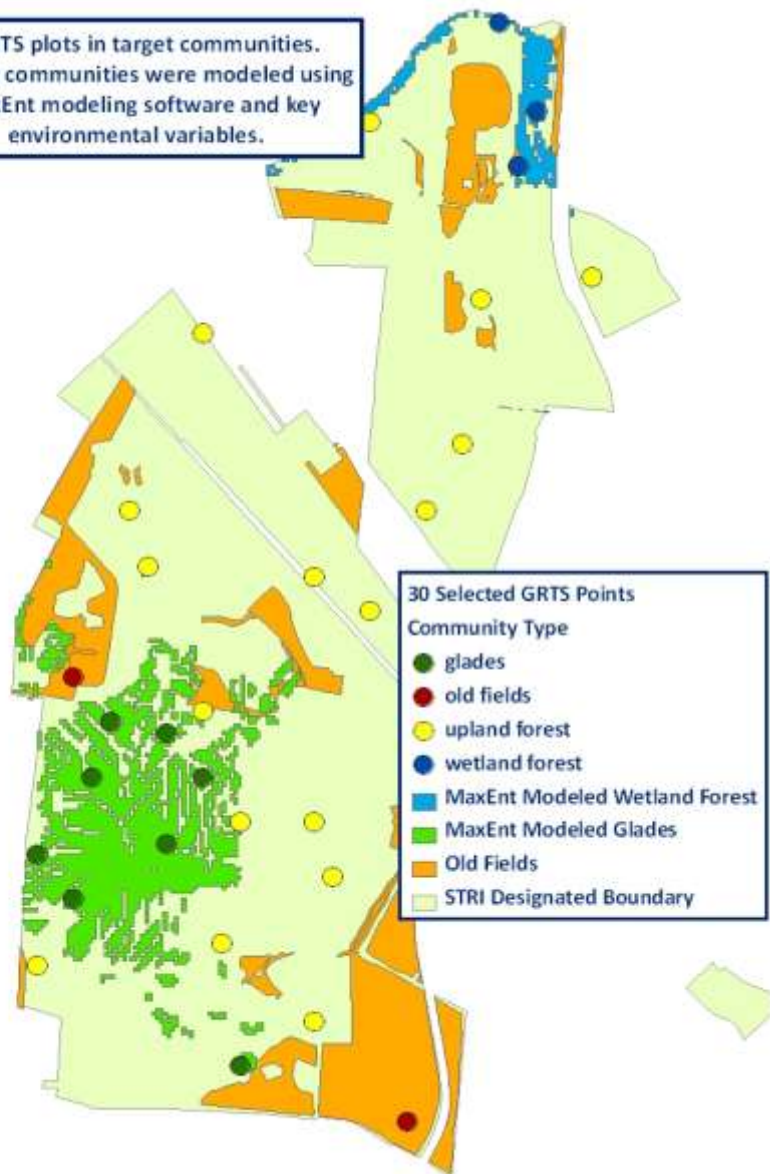 TS plots in target communities.
communities were modeled using
Ent modeling software and key
environmental variables.
30 Selected GRTS Points
Community Type
glades
old fields
upland forest
wetland forest
MaxEnt Modeled Wetland Forest
MaxEnt Modeled Glades
Old Fields
STRI Designated Boundary